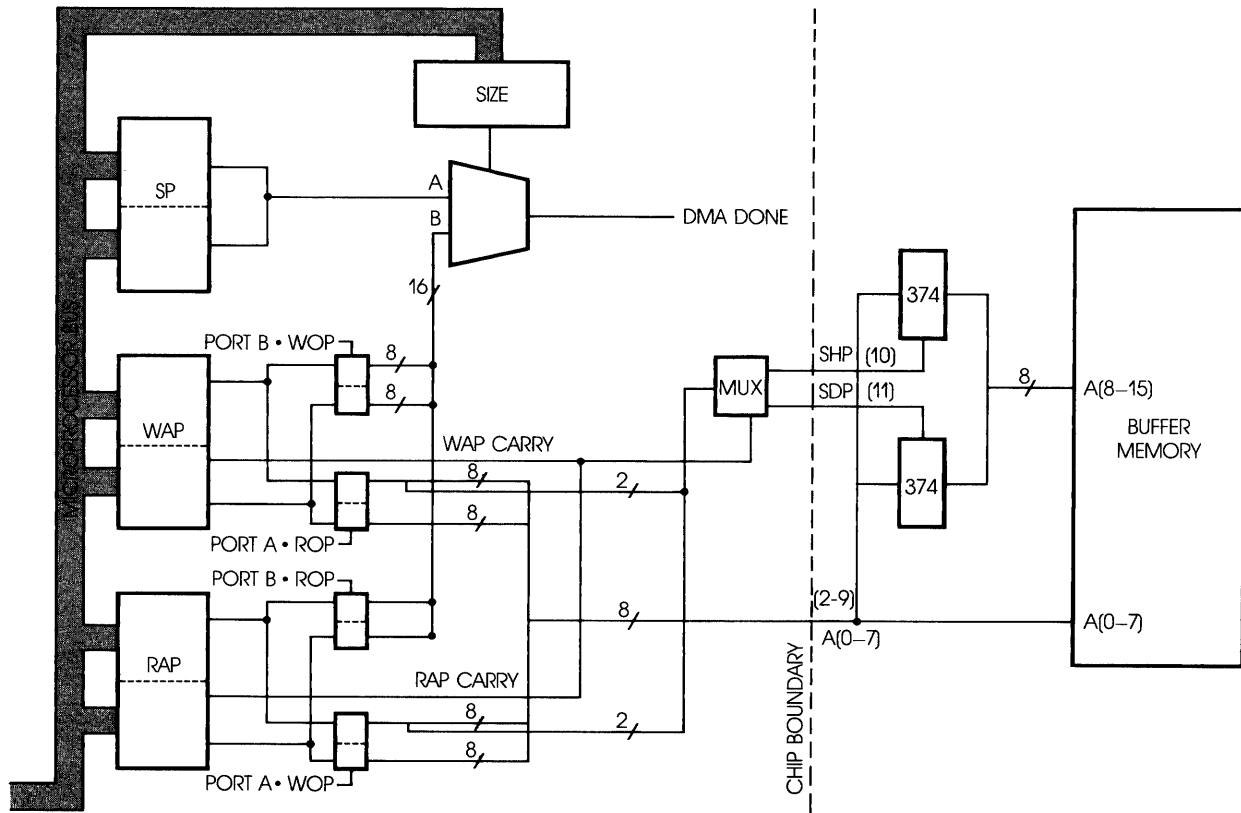 SIZE
SP
A
B
DMA DONE
16
374
PORT B • WOP
8
8
SHP (10)
MUX
SDP (11)
8
A(8–15)
BUFFER
MEMORY
WAP
WAP CARRY
8
2
374
8
PORT A • ROP
PORT B • ROP
(2-9)
8
A(0–7)
A(0–7)
RAP
RAP CARRY
8
2
8
PORT A • WOP
MICROPROCESSOR BUS
CHIP BOUNDARY